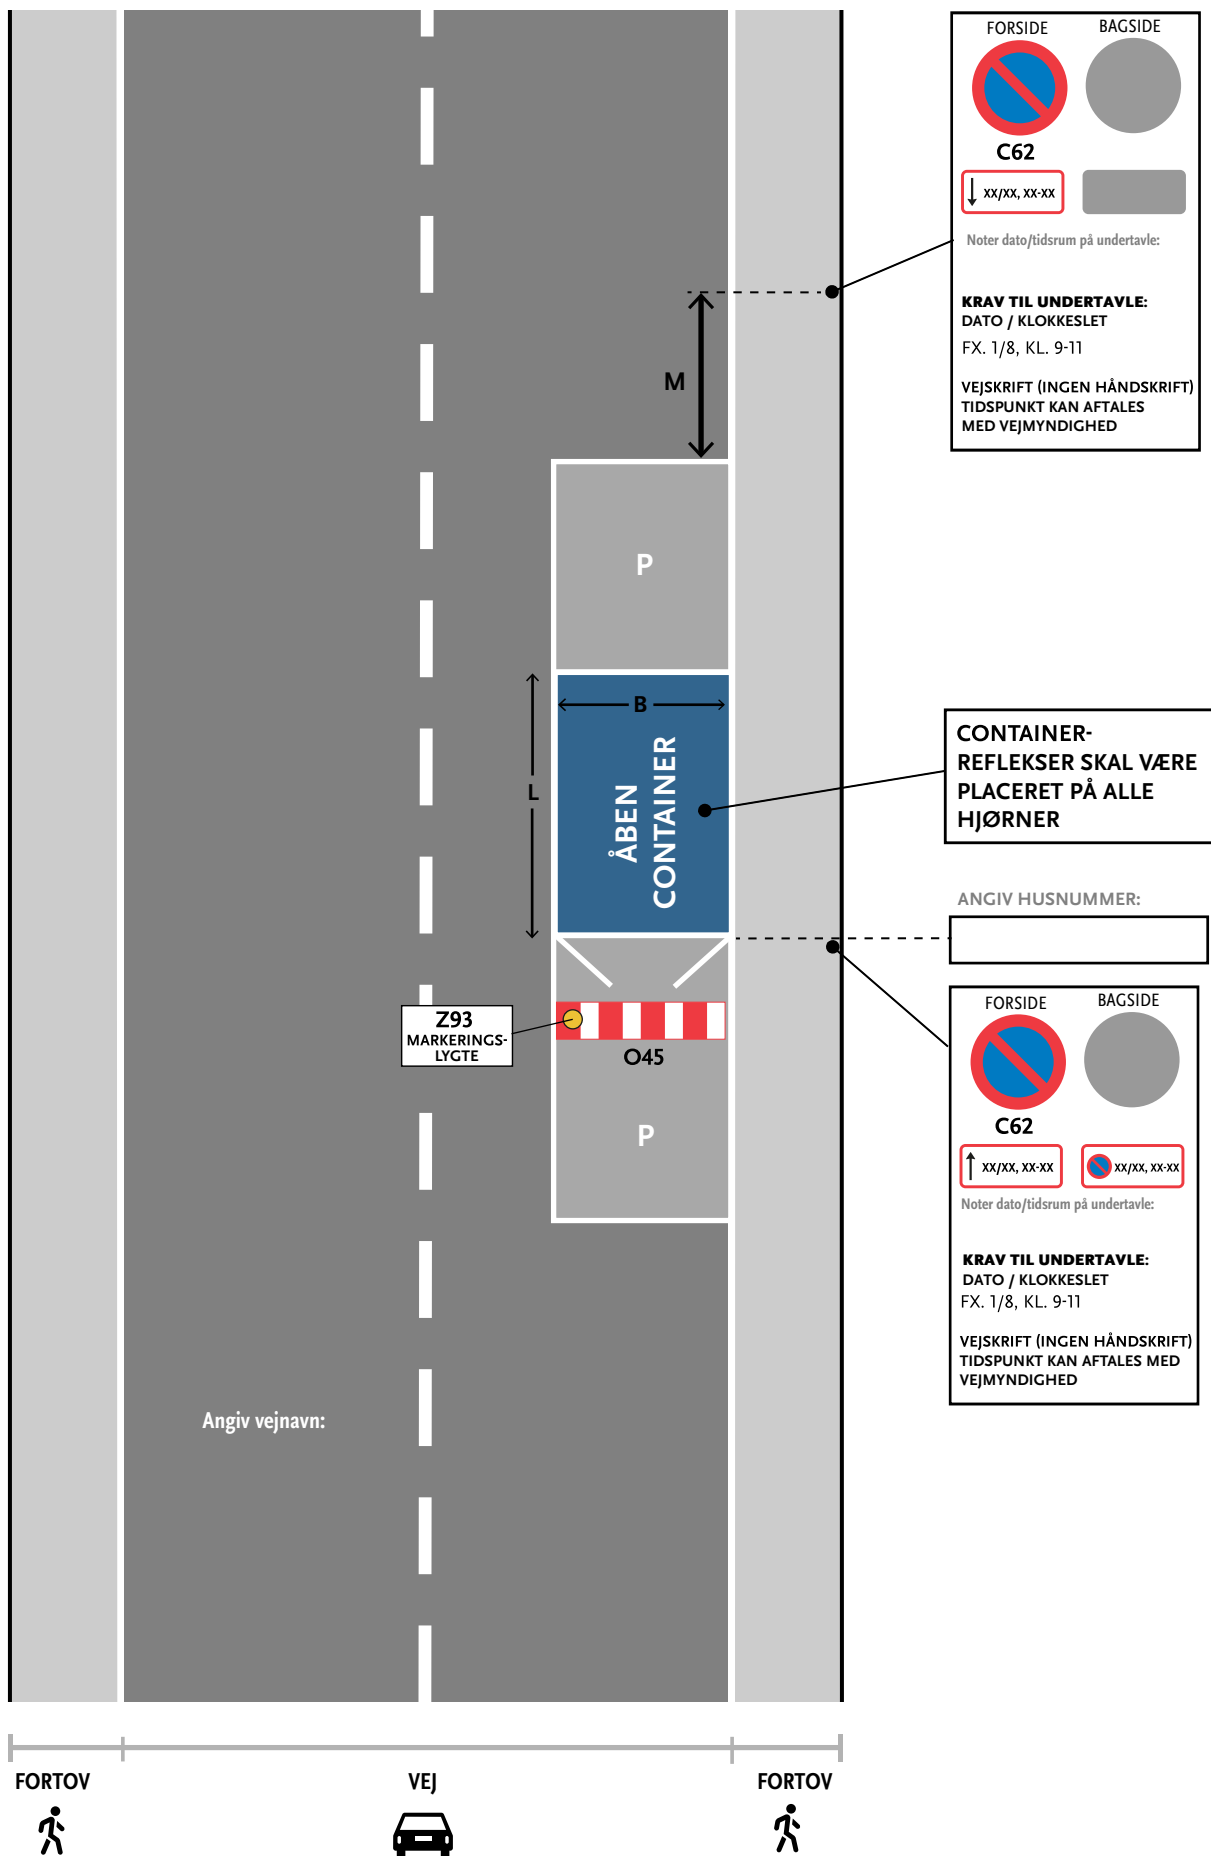 FORSIDE BAGSIDE
C62
xx/xx, xx-xx
Noter dato/tidsrum på undertavle:
KRAV TIL UNDERTAVLE:
DATO / KLOKKESLET
FX. 1/8, KL. 9-11
VEJSKRIFT (INGEN HÅNDSKRIFT)
TIDSPUNKT KAN AFTALES
MED VEJMYNDIGHED
M
P
B
L
ÅBEN
CONTAINER
CONTAINER-
REFLEKSER SKAL VÆRE
PLACERET PÅ ALLE
HJØRNER
ANGIV HUSNUMMER:
Z93
MARKERINGS-
LYGTE
O45
P
FORSIDE BAGSIDE
C62
xx/xx, xx-xx xx/xx, xx-xx
Noter dato/tidsrum på undertavle:
KRAV TIL UNDERTAVLE:
DATO / KLOKKESLET
FX. 1/8, KL. 9-11
VEJSKRIFT (INGEN HÅNDSKRIFT)
TIDSPUNKT KAN AFTALES MED
VEJMYNDIGHED
Angiv vejnavn:
FORTOV VEJ FORTOV